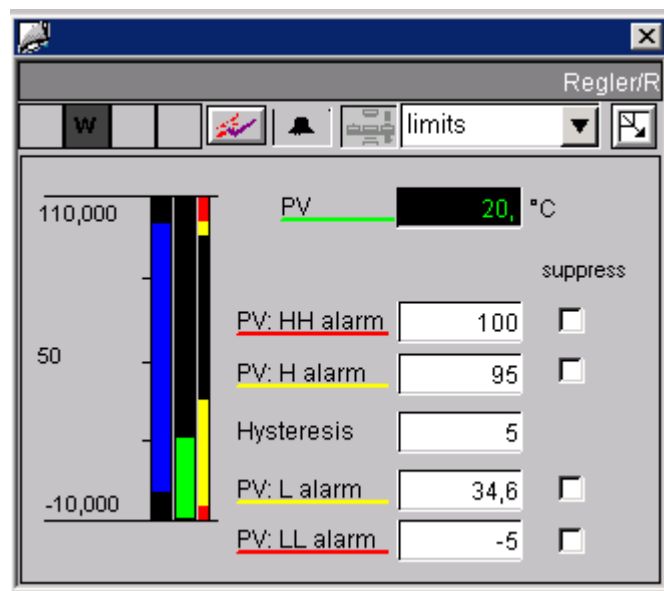 Regler/R
W
limits
110,000
PV
20,
°C
suppress
PV: HH alarm
100
50
PV: H alarm
95
Hysteresis
5
PV: L alarm
34,6
-10,000
PV: LL alarm
-5